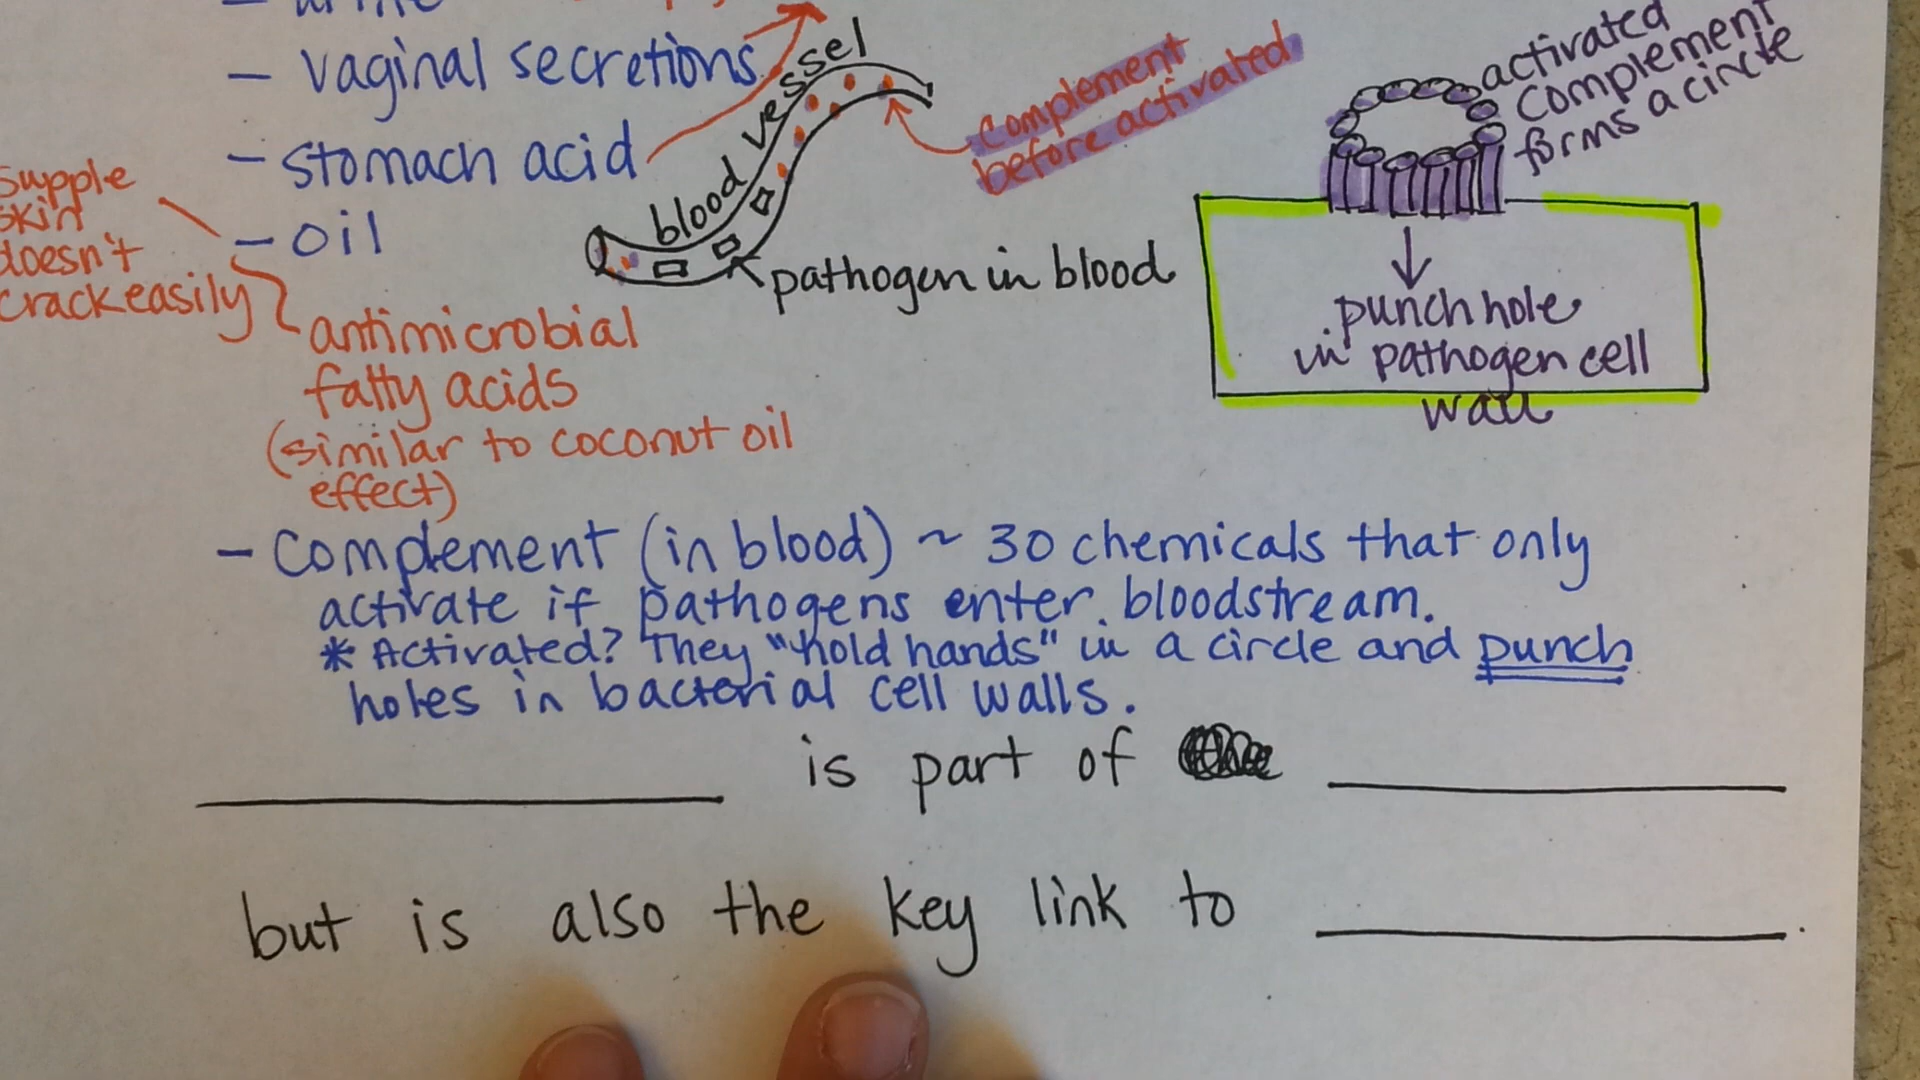 - vaginal secretions
- stomach acid
- oil
supple
skin
doesn't
crack easily
antimicrobial
fatty acids
(similar to coconut oil
effect)
blood vessel
complement
before activated
pathogen in blood
activated
complement
forms a circle
punch hole
in pathogen cell
wall
- Complement (in blood) ~ 30 chemicals that only
activate if pathogens enter bloodstream.
* Activated? They "hold hands" in a circle and punch
holes in bacterial cell walls.
is part of
but is also the key link to